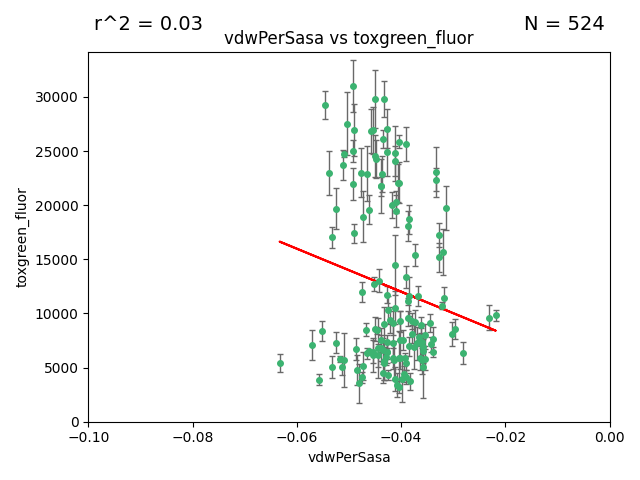 r^2 = 0.03
N = 524
vdwPerSasa vs toxgreen_fluor
toxgreen_fluor
30000
25000
20000
15000
10000
5000
0
−0.10
−0.08
−0.06
−0.04
−0.02
0.00
vdwPerSasa